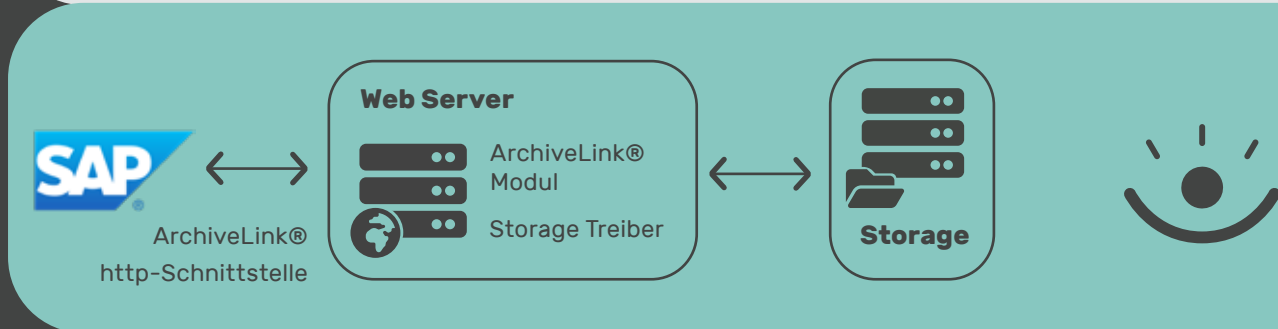 SAP®
ArchiveLink®
http-Schnittstelle
Web Server
ArchiveLink®
Modul
Storage Treiber
Storage